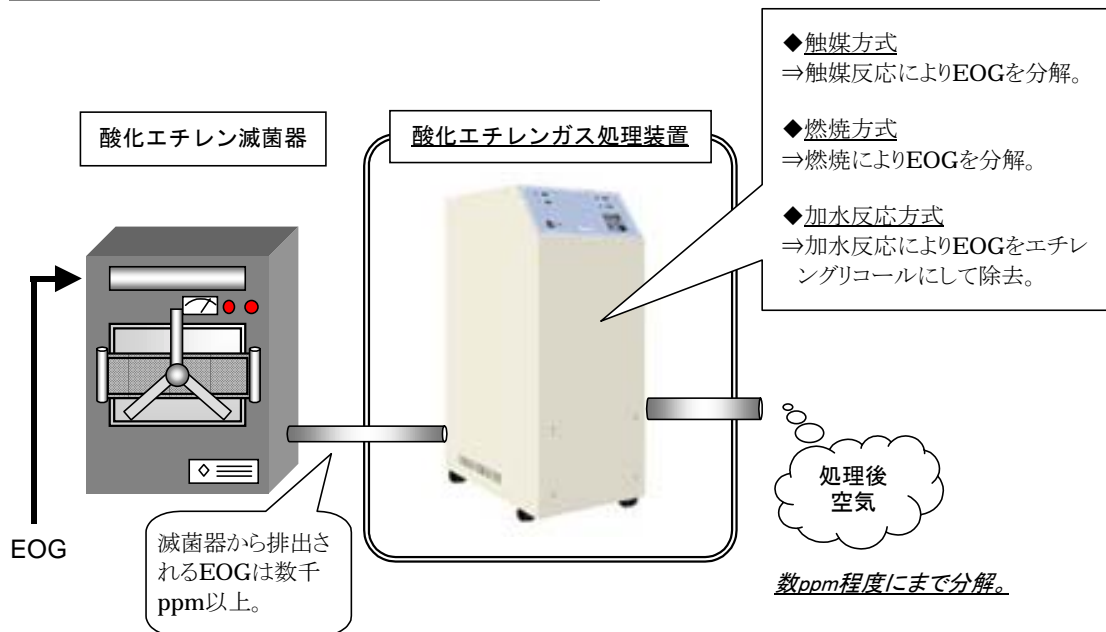 ◆触媒方式
⇒触媒反応によりEOGを分解。
◆燃焼方式
⇒燃焼によりEOGを分解。
◆加水反応方式
⇒加水反応によりEOGをエチレ
ングリコールにして除去。
酸化エチレン滅菌器
酸化エチレンガス処理装置
EOG
滅菌器から排出さ
れるEOGは数千
ppm以上。
処理後
空気
数ppm程度にまで分解。